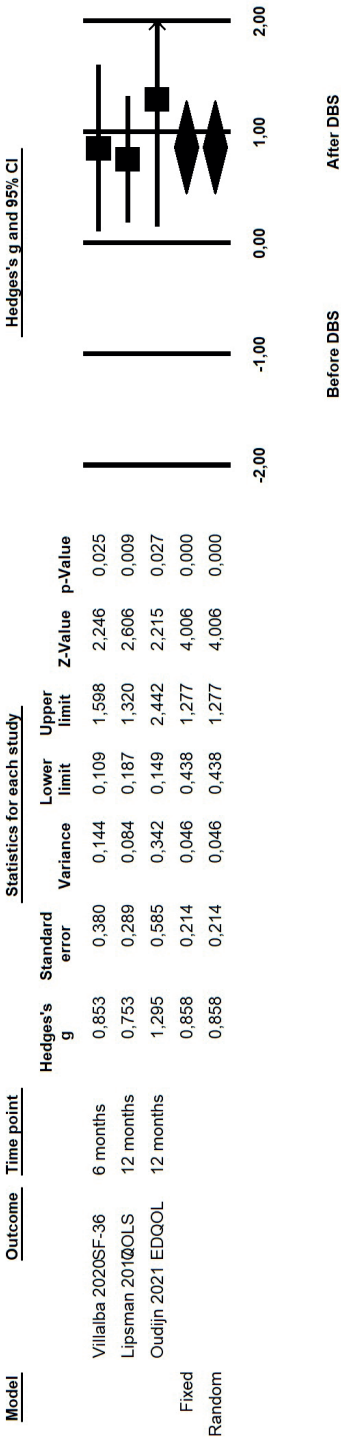 Model Outcome Time point Statistics for each study Hedges's g and 95% CI
Hedges's g Standard error Variance Lower limit Upper limit Z-Value p-Value
Villalba 2020 SF-36 6 months 0,853 0,380 0,144 0,109 1,598 2,246 0,025
Lipsman 2017 QOLS 12 months 0,753 0,289 0,084 0,187 1,320 2,606 0,009
Oudijn 2021 EDQOL 12 months 1,295 0,585 0,342 0,149 2,442 2,215 0,027
Fixed 0,858 0,214 0,046 0,438 1,277 4,006 0,000
Random 0,858 0,214 0,046 0,438 1,277 4,006 0,000
-2,00 -1,00 0,00 1,00 2,00
Before DBS After DBS